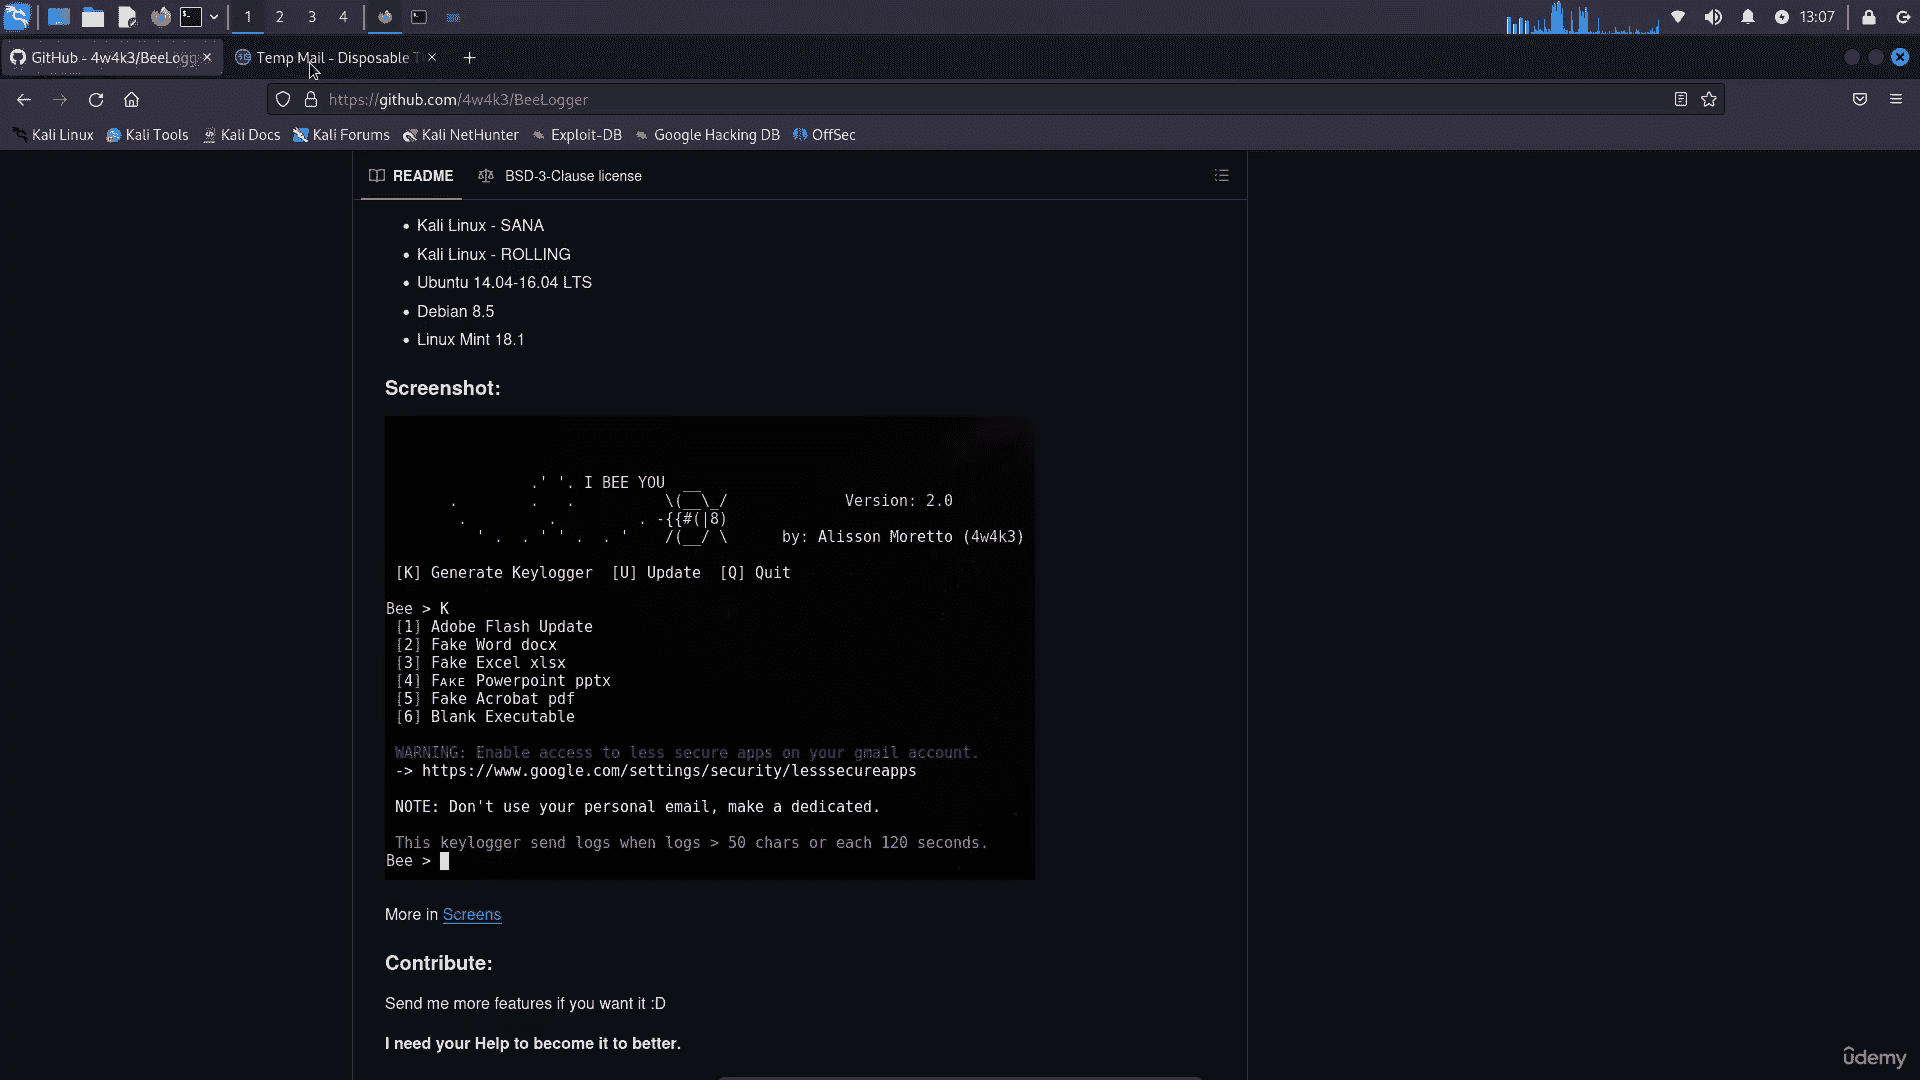 1 2 3 4 13:07
GitHub - 4w4k3/BeeLogg Temp Mail - Disposable T
https://github.com/4w4k3/BeeLogger
Kali Linux Kali Tools Kali Docs Kali Forums Kali NetHunter Exploit-DB Google Hacking DB OffSec
README BSD-3-Clause license
• Kali Linux - SANA
• Kali Linux - ROLLING
• Ubuntu 14.04-16.04 LTS
• Debian 8.5
• Linux Mint 18.1
Screenshot:
I BEE YOU
Version: 2.0
by: Alisson Moretto (4w4k3)
[K] Generate Keylogger [U] Update [Q] Quit
Bee > K
[1] Adobe Flash Update
[2] Fake Word docx
[3] Fake Excel xlsx
[4] Fᴀᴋᴇ Powerpoint pptx
[5] Fake Acrobat pdf
[6] Blank Executable
WARNING: Enable access to less secure apps on your gmail account.
-> https://www.google.com/settings/security/lesssecureapps
NOTE: Don't use your personal email, make a dedicated.
This keylogger send logs when logs > 50 chars or each 120 seconds.
Bee >
More in Screens
Contribute:
Send me more features if you want it :D
I need your Help to become it to better.
ûdemy